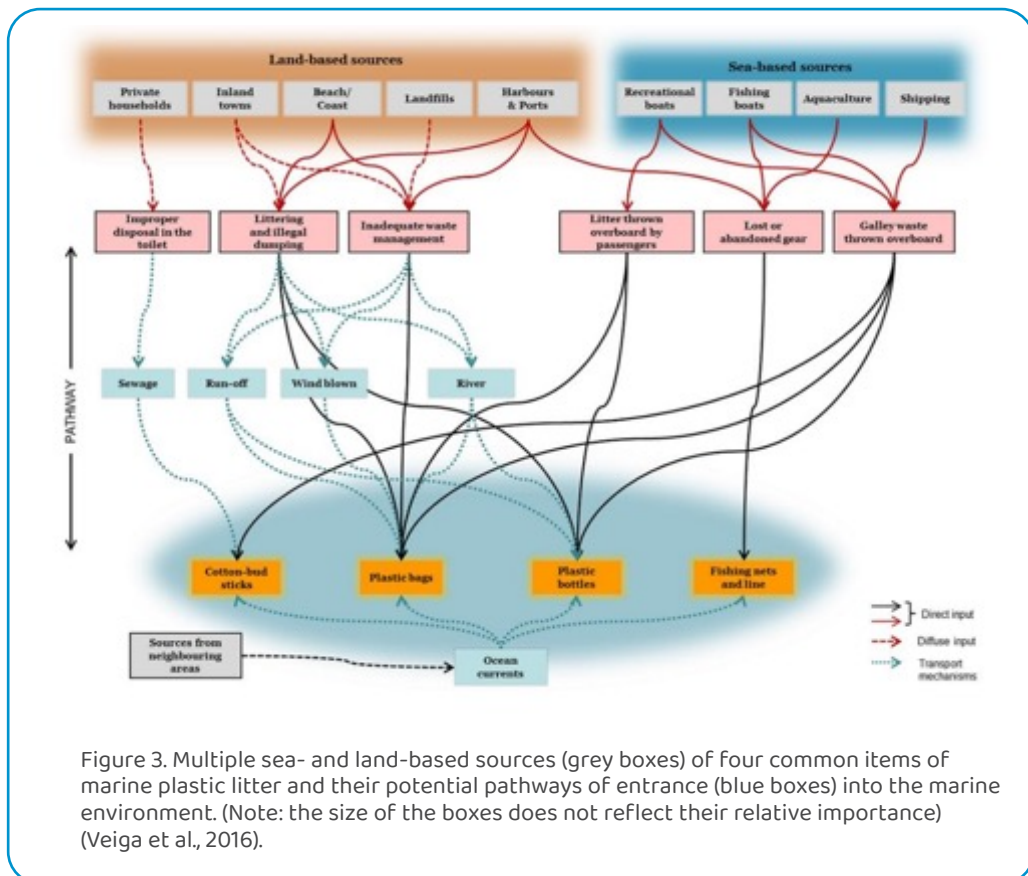 Land-based sources
Sea-based sources
Private
households
Inland
towns
Beach/
Coast
Landfills
Harbours
& Ports
Recreational
boats
Fishing
boats
Aquaculture
Shipping
Improper
disposal in the
toilet
Littering
and illegal
dumping
Inadequate waste
management
Litter thrown
overboard by
passengers
Lost or
abandoned gear
Galley waste
thrown overboard
PATHWAY
Sewage
Run-off
Wind blown
River
Cotton-bud
sticks
Plastic bags
Plastic
bottles
Fishing nets
and line
Sources from
neighbouring
areas
Ocean
currents
Direct input
Diffuse input
Transport
mechanisms
Figure 3. Multiple sea- and land-based sources (grey boxes) of four common items of
marine plastic litter and their potential pathways of entrance (blue boxes) into the marine
environment. (Note: the size of the boxes does not reflect their relative importance)
(Veiga et al., 2016).